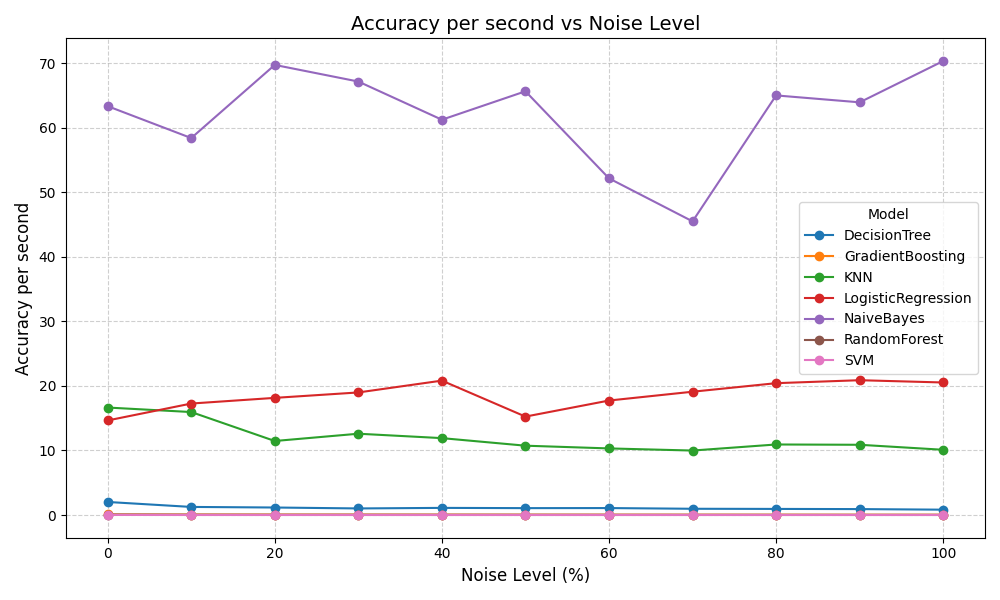 Accuracy per second vs Noise Level
Accuracy per second
70
60
50
40
30
20
10
0
Model
DecisionTree
GradientBoosting
KNN
LogisticRegression
NaiveBayes
RandomForest
SVM
0 20 40 60 80 100
Noise Level (%)